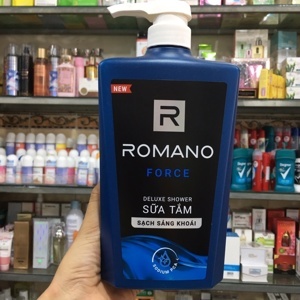 NEW
R
ROMANO
FORCE
DELUXE SHOWER
SỮA TẮM
SẠCH SẢNG KHOÁI